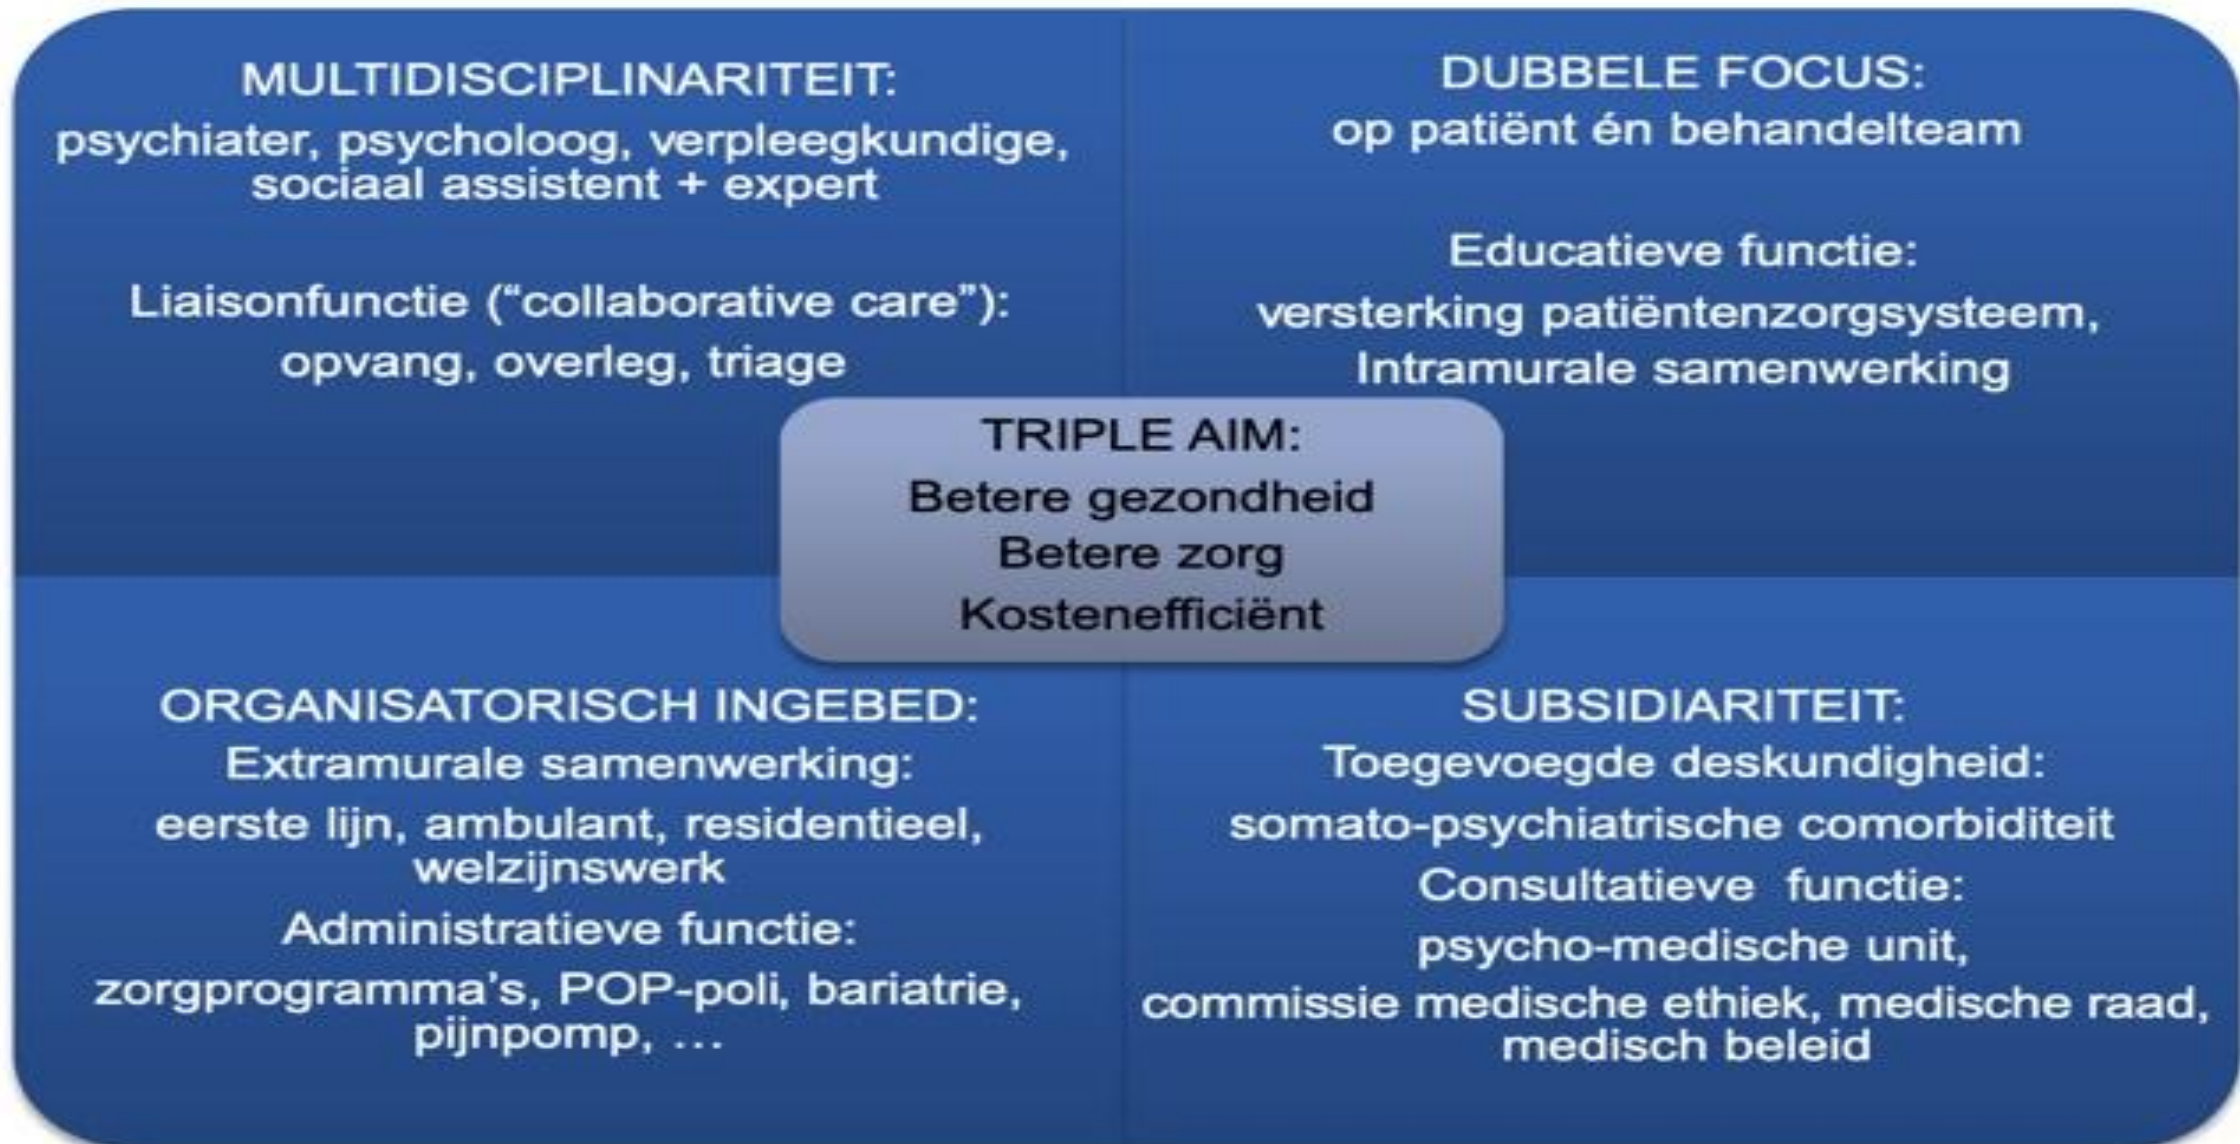 MULTIDISCIPLINARITEIT:
psychiater, psycholoog, verpleegkundige,
sociaal assistent + expert
Liaisonfunctie (“collaborative care”):
opvang, overleg, triage
DUBBELE FOCUS:
op patiënt én behandelteam
Educatieve functie:
versterking patiëntenzorgsysteem,
Intramurale samenwerking
TRIPLE AIM:
Betere gezondheid
Betere zorg
Kostenefficiënt
ORGANISATORISCH INGEBED:
Extramurale samenwerking:
eerste lijn, ambulant, residentieel,
welzijnswerk
Administratieve functie:
zorgprogramma's, POP-poli, bariatrie,
pijnpomp, …
SUBSIDIARITEIT:
Toegevoegde deskundigheid:
somato-psychiatrische comorbiditeit
Consultatieve functie:
psycho-medische unit,
commissie medische ethiek, medische raad,
medisch beleid